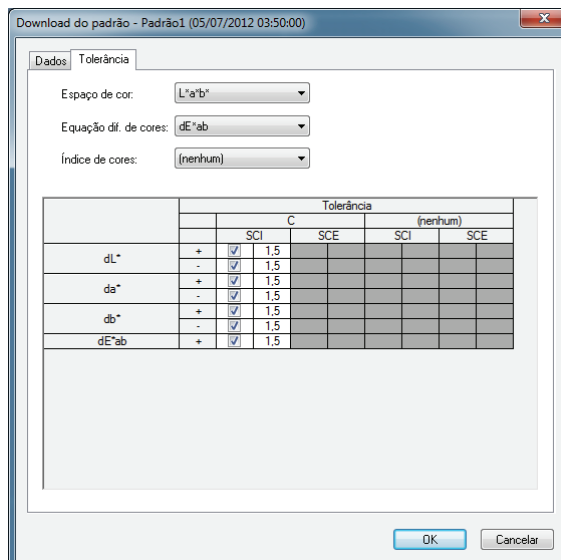 Download do padrão - Padrão1 (05/07/2012 03:50:00)
Dados Tolerância
Espaço de cor: L*a*b*
Equação dif. de cores: dE*ab
Índice de cores: (nenhum)
Tolerância
C (nenhum)
SCI SCE SCI SCE
dL* + 1,5
- 1,5
da* + 1,5
- 1,5
db* + 1,5
- 1,5
dE*ab + 1,5
OK Cancelar